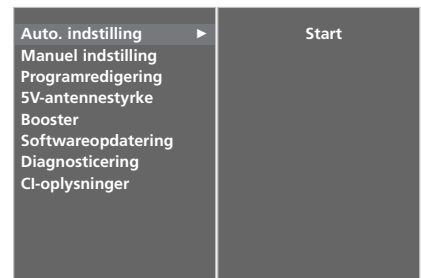 Auto. indstilling ► Start
Manuel indstilling
Programredigering
5V-antennestyrke
Booster
Softwareopdatering
Diagnosticering
CI-oplysninger